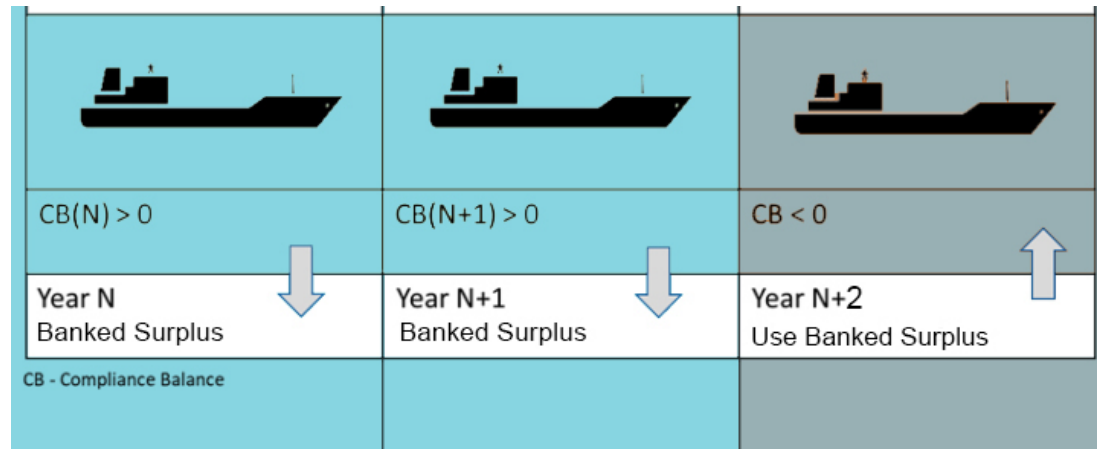 CB(N) > 0
CB(N+1) > 0
CB < 0
Year N
Banked Surplus
Year N+1
Banked Surplus
Year N+2
Use Banked Surplus
CB - Compliance Balance